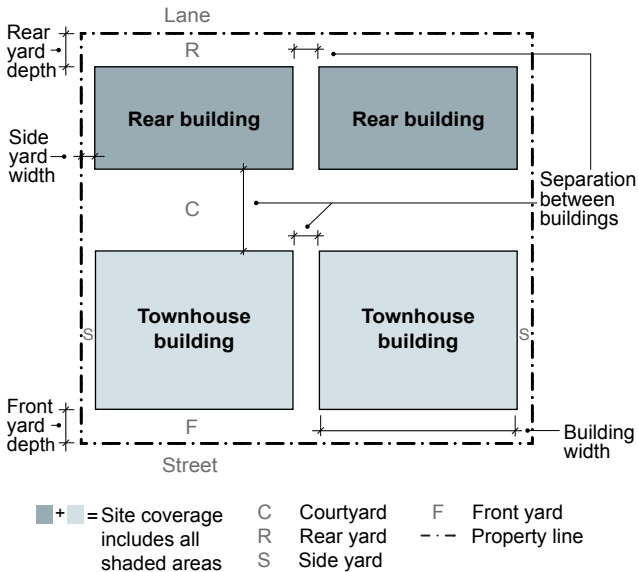 Lane
Rear
yard
depth
R
Rear building
Rear building
Side
yard
width
C
Separation
between
buildings
Townhouse
building
Townhouse
building
S
S
Front
yard
depth
F
Building
width
Street
+ = Site coverage
includes all
shaded areas
C Courtyard
R Rear yard
S Side yard
F Front yard
Property line